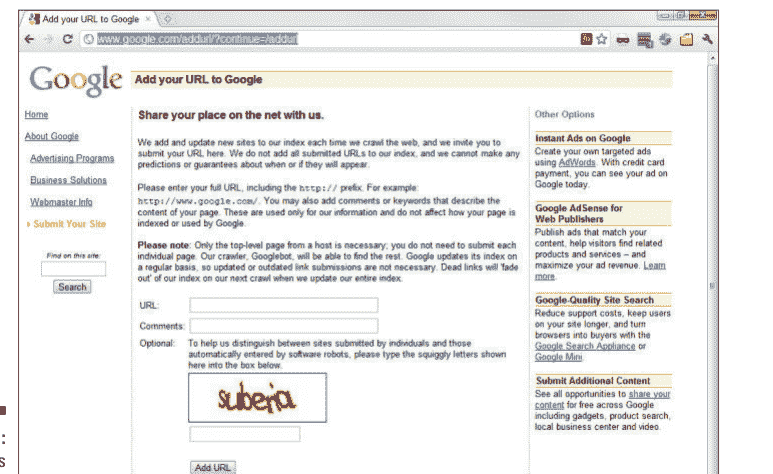 Add your URL to Google
www.google.com/addurl/?continue=/addurl
Google
Add your URL to Google
Home
About Google
Advertising Programs
Business Solutions
Webmaster Info
Submit Your Site
Find on this site:
Search
Share your place on the net with us.
We add and update new sites to our index each time we crawl the web, and we invite you to
submit your URL here. We do not add all submitted URLs to our index, and we cannot make any
predictions or guarantees about when or if they will appear.
Please enter your full URL, including the http:// prefix. For example:
http://www.google.com/. You may also add comments or keywords that describe the
content of your page. These are used only for our information and do not affect how your page is
indexed or used by Google.
Please note: Only the top-level page from a host is necessary; you do not need to submit each
individual page. Our crawler, Googlebot, will be able to find the rest. Google updates its index on
a regular basis, so updated or outdated link submissions are not necessary. Dead links will 'fade
out' of our index on our next crawl when we update our entire index.
URL:
Comments:
Optional: To help us distinguish between sites submitted by individuals and those
automatically entered by software robots, please type the squiggly letters shown
here into the box below.
suberia
Add URL
Other Options
Instant Ads on Google
Create your own targeted ads
using AdWords. With credit card
payment, you can see your ad on
Google today.
Google AdSense for
Web Publishers
Publish ads that match your
content, help visitors find related
products and services – and
maximize your ad revenue. Learn
more.
Google-Quality Site Search
Reduce support costs, keep users
on your site longer, and turn
browsers into buyers with the
Google Search Appliance or
Google Mini.
Submit Additional Content
See all opportunities to share your
content for free across Google
including gadgets, product search,
local business center and video.
:
s